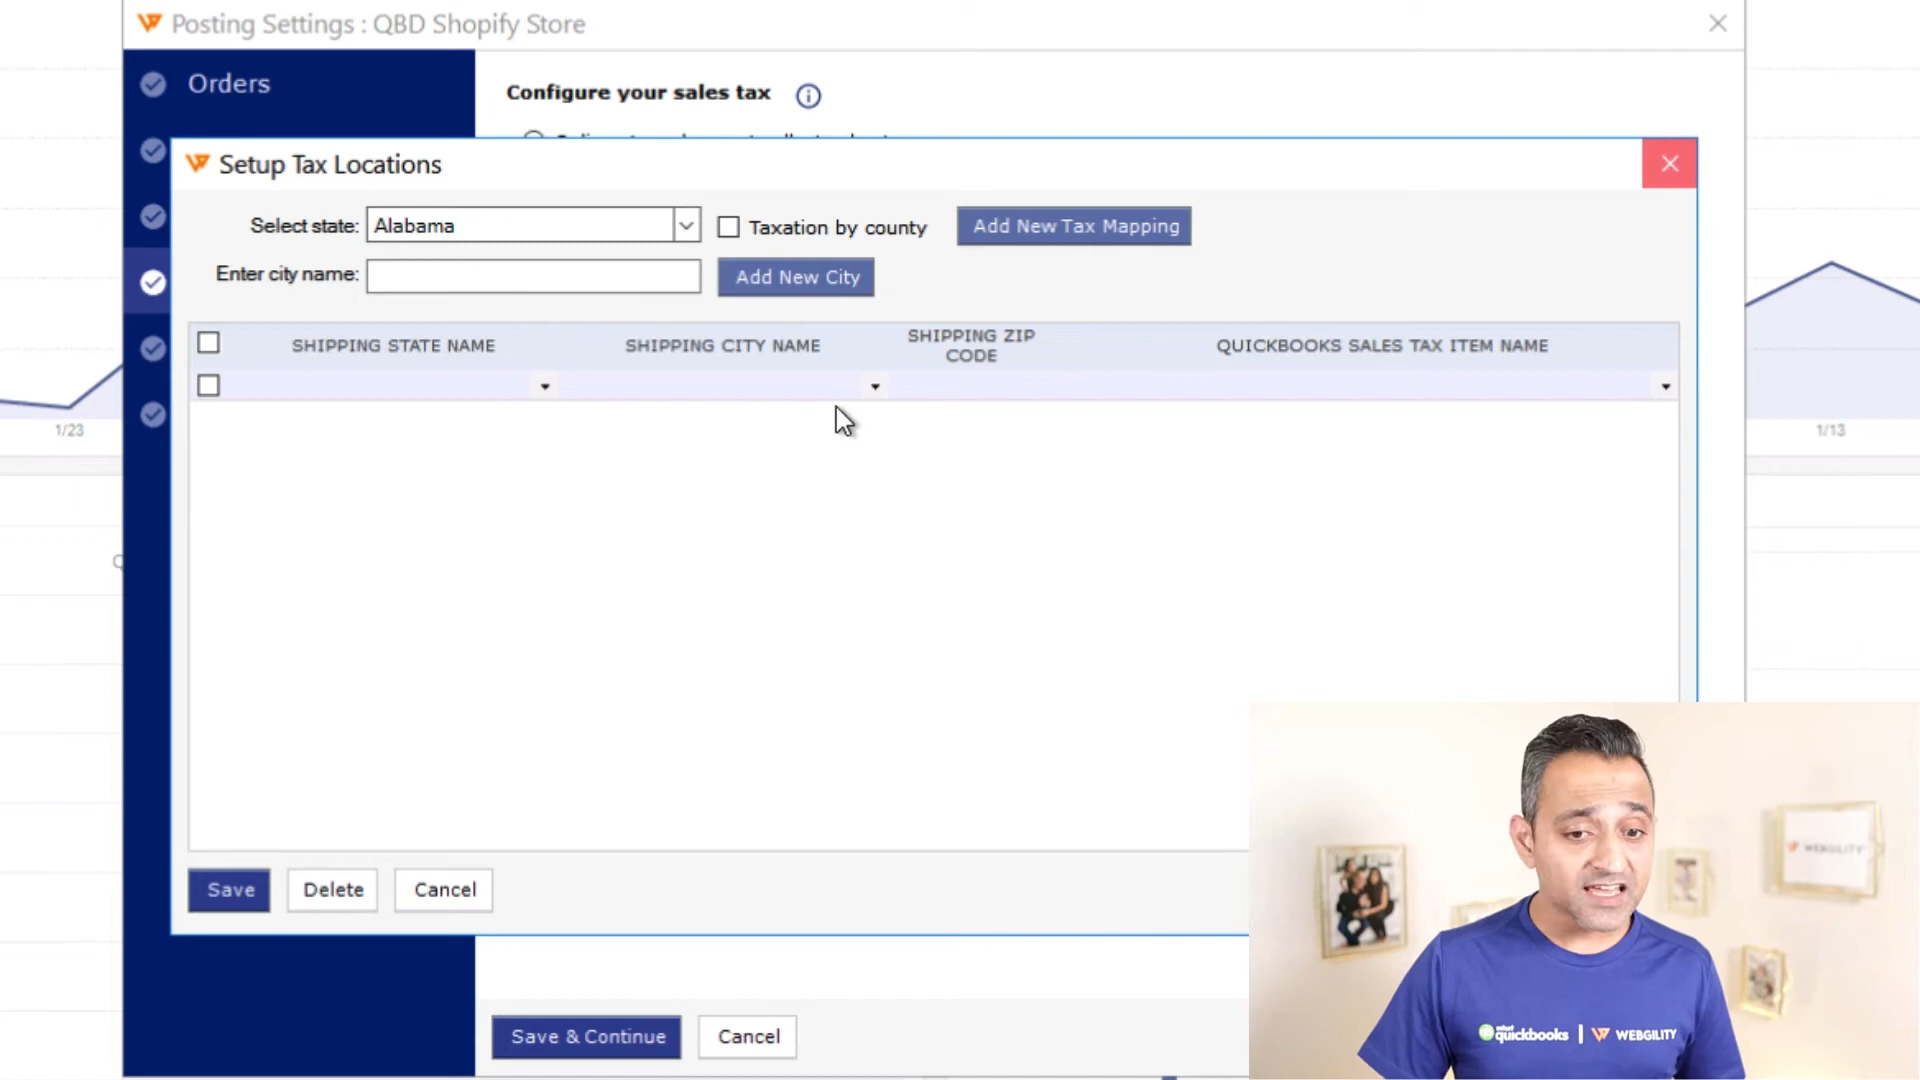 Posting Settings : QBD Shopify Store
Orders
Configure your sales tax
Setup Tax Locations
Select state: Alabama
Taxation by county
Add New Tax Mapping
Enter city name:
Add New City
SHIPPING STATE NAME
SHIPPING CITY NAME
SHIPPING ZIP
CODE
QUICKBOOKS SALES TAX ITEM NAME
1/23
1/13
Save
Delete
Cancel
Save & Continue
Cancel
WEBGILITY
intuit
quickbooks
WEBGILITY